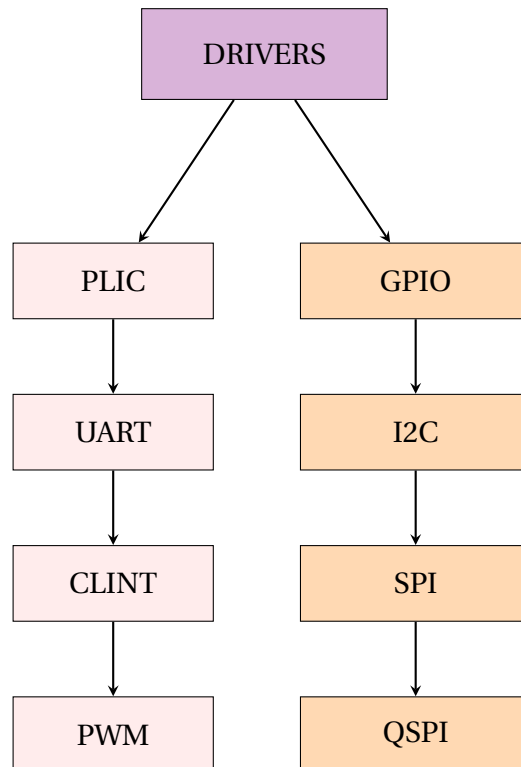 DRIVERS
PLIC
GPIO
UART
I2C
CLINT
SPI
PWM
QSPI